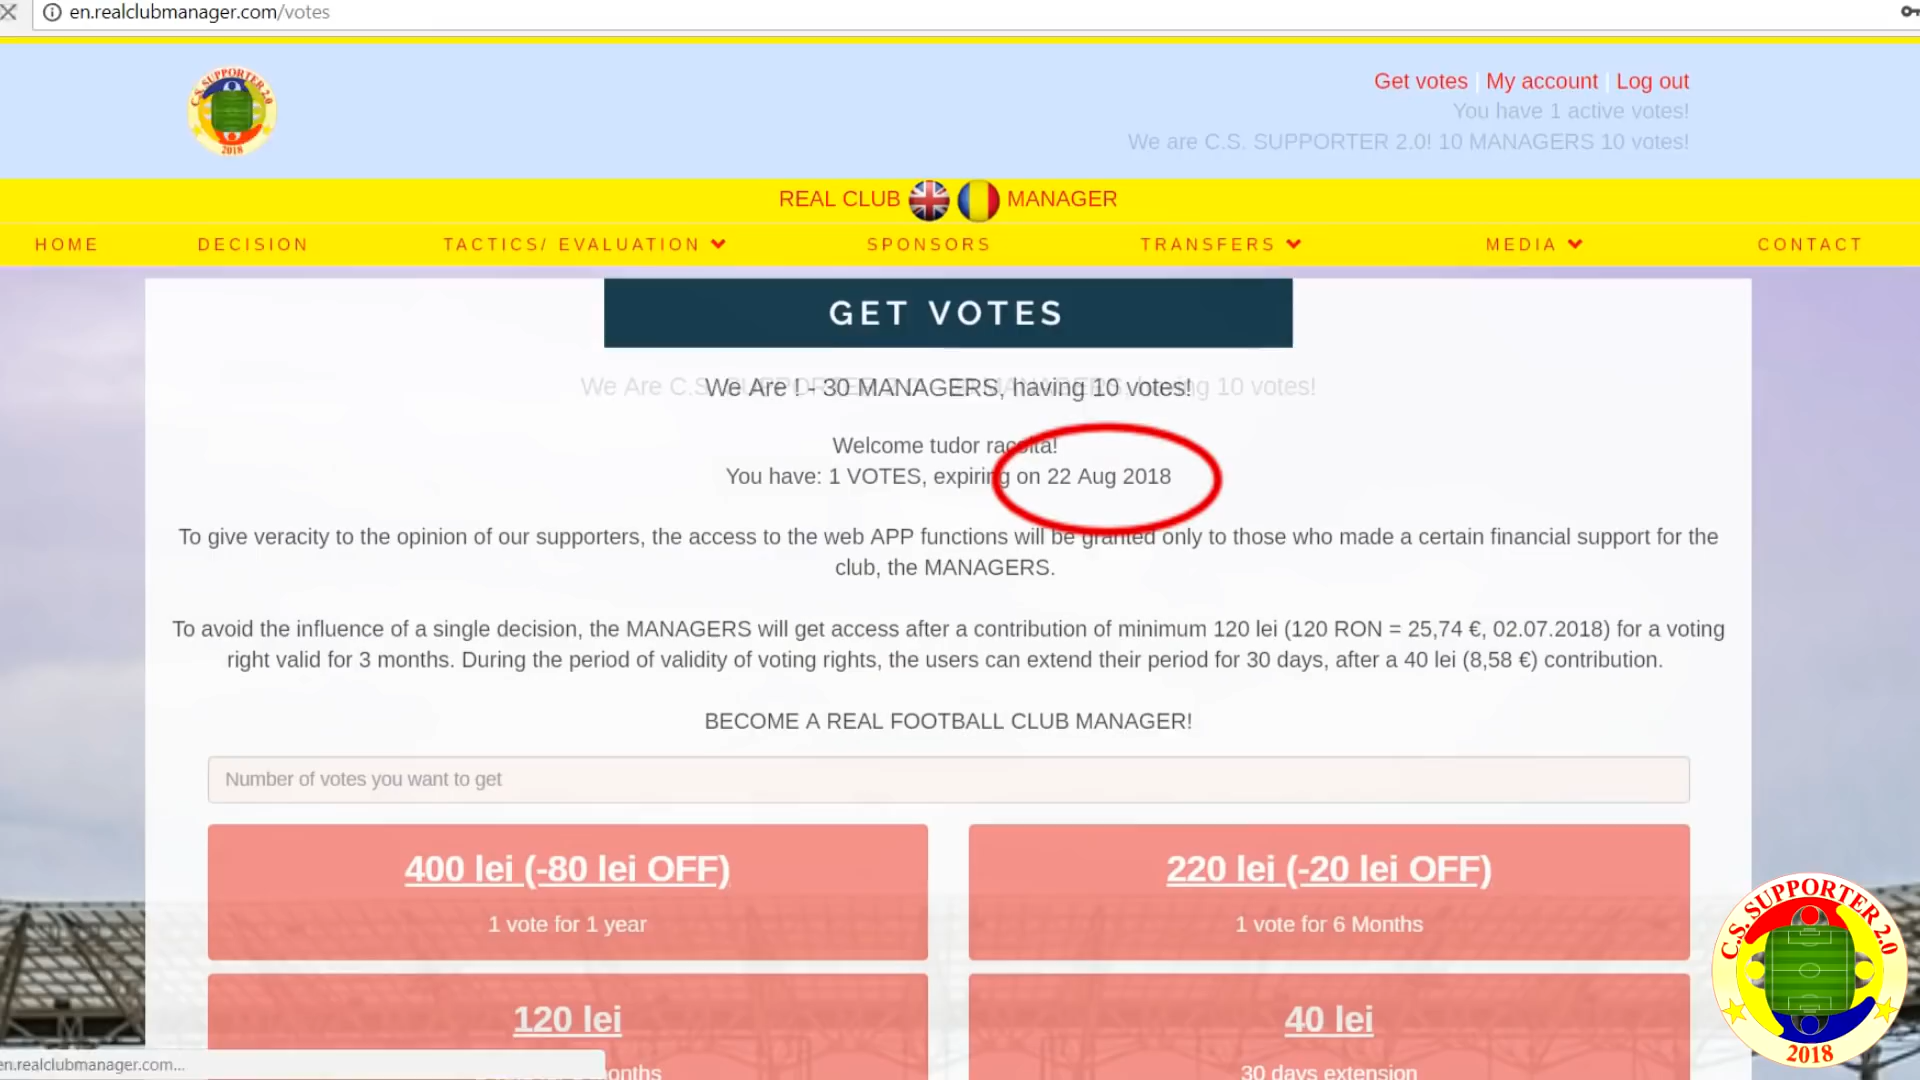 en.realclubmanager.com/votes
C.S. SUPPORTER 2.0
2018
Get votes | My account | Log out
You have 1 active votes!
We are C.S. SUPPORTER 2.0! 10 MANAGERS 10 votes!
REAL CLUB MANAGER
HOME DECISION TACTICS/ EVALUATION SPONSORS TRANSFERS MEDIA CONTACT
GET VOTES
We Are ! - 30 MANAGERS, having 10 votes!
Welcome tudor racolta!
You have: 1 VOTES, expiring on 22 Aug 2018
To give veracity to the opinion of our supporters, the access to the web APP functions will be granted only to those who made a certain financial support for the
club, the MANAGERS.
To avoid the influence of a single decision, the MANAGERS will get access after a contribution of minimum 120 lei (120 RON = 25,74 €, 02.07.2018) for a voting
right valid for 3 months. During the period of validity of voting rights, the users can extend their period for 30 days, after a 40 lei (8,58 €) contribution.
BECOME A REAL FOOTBALL CLUB MANAGER!
Number of votes you want to get
400 lei (-80 lei OFF)
1 vote for 1 year
220 lei (-20 lei OFF)
1 vote for 6 Months
120 lei
40 lei
30 days extension
en.realclubmanager.com...
C.S. SUPPORTER 2.0
2018